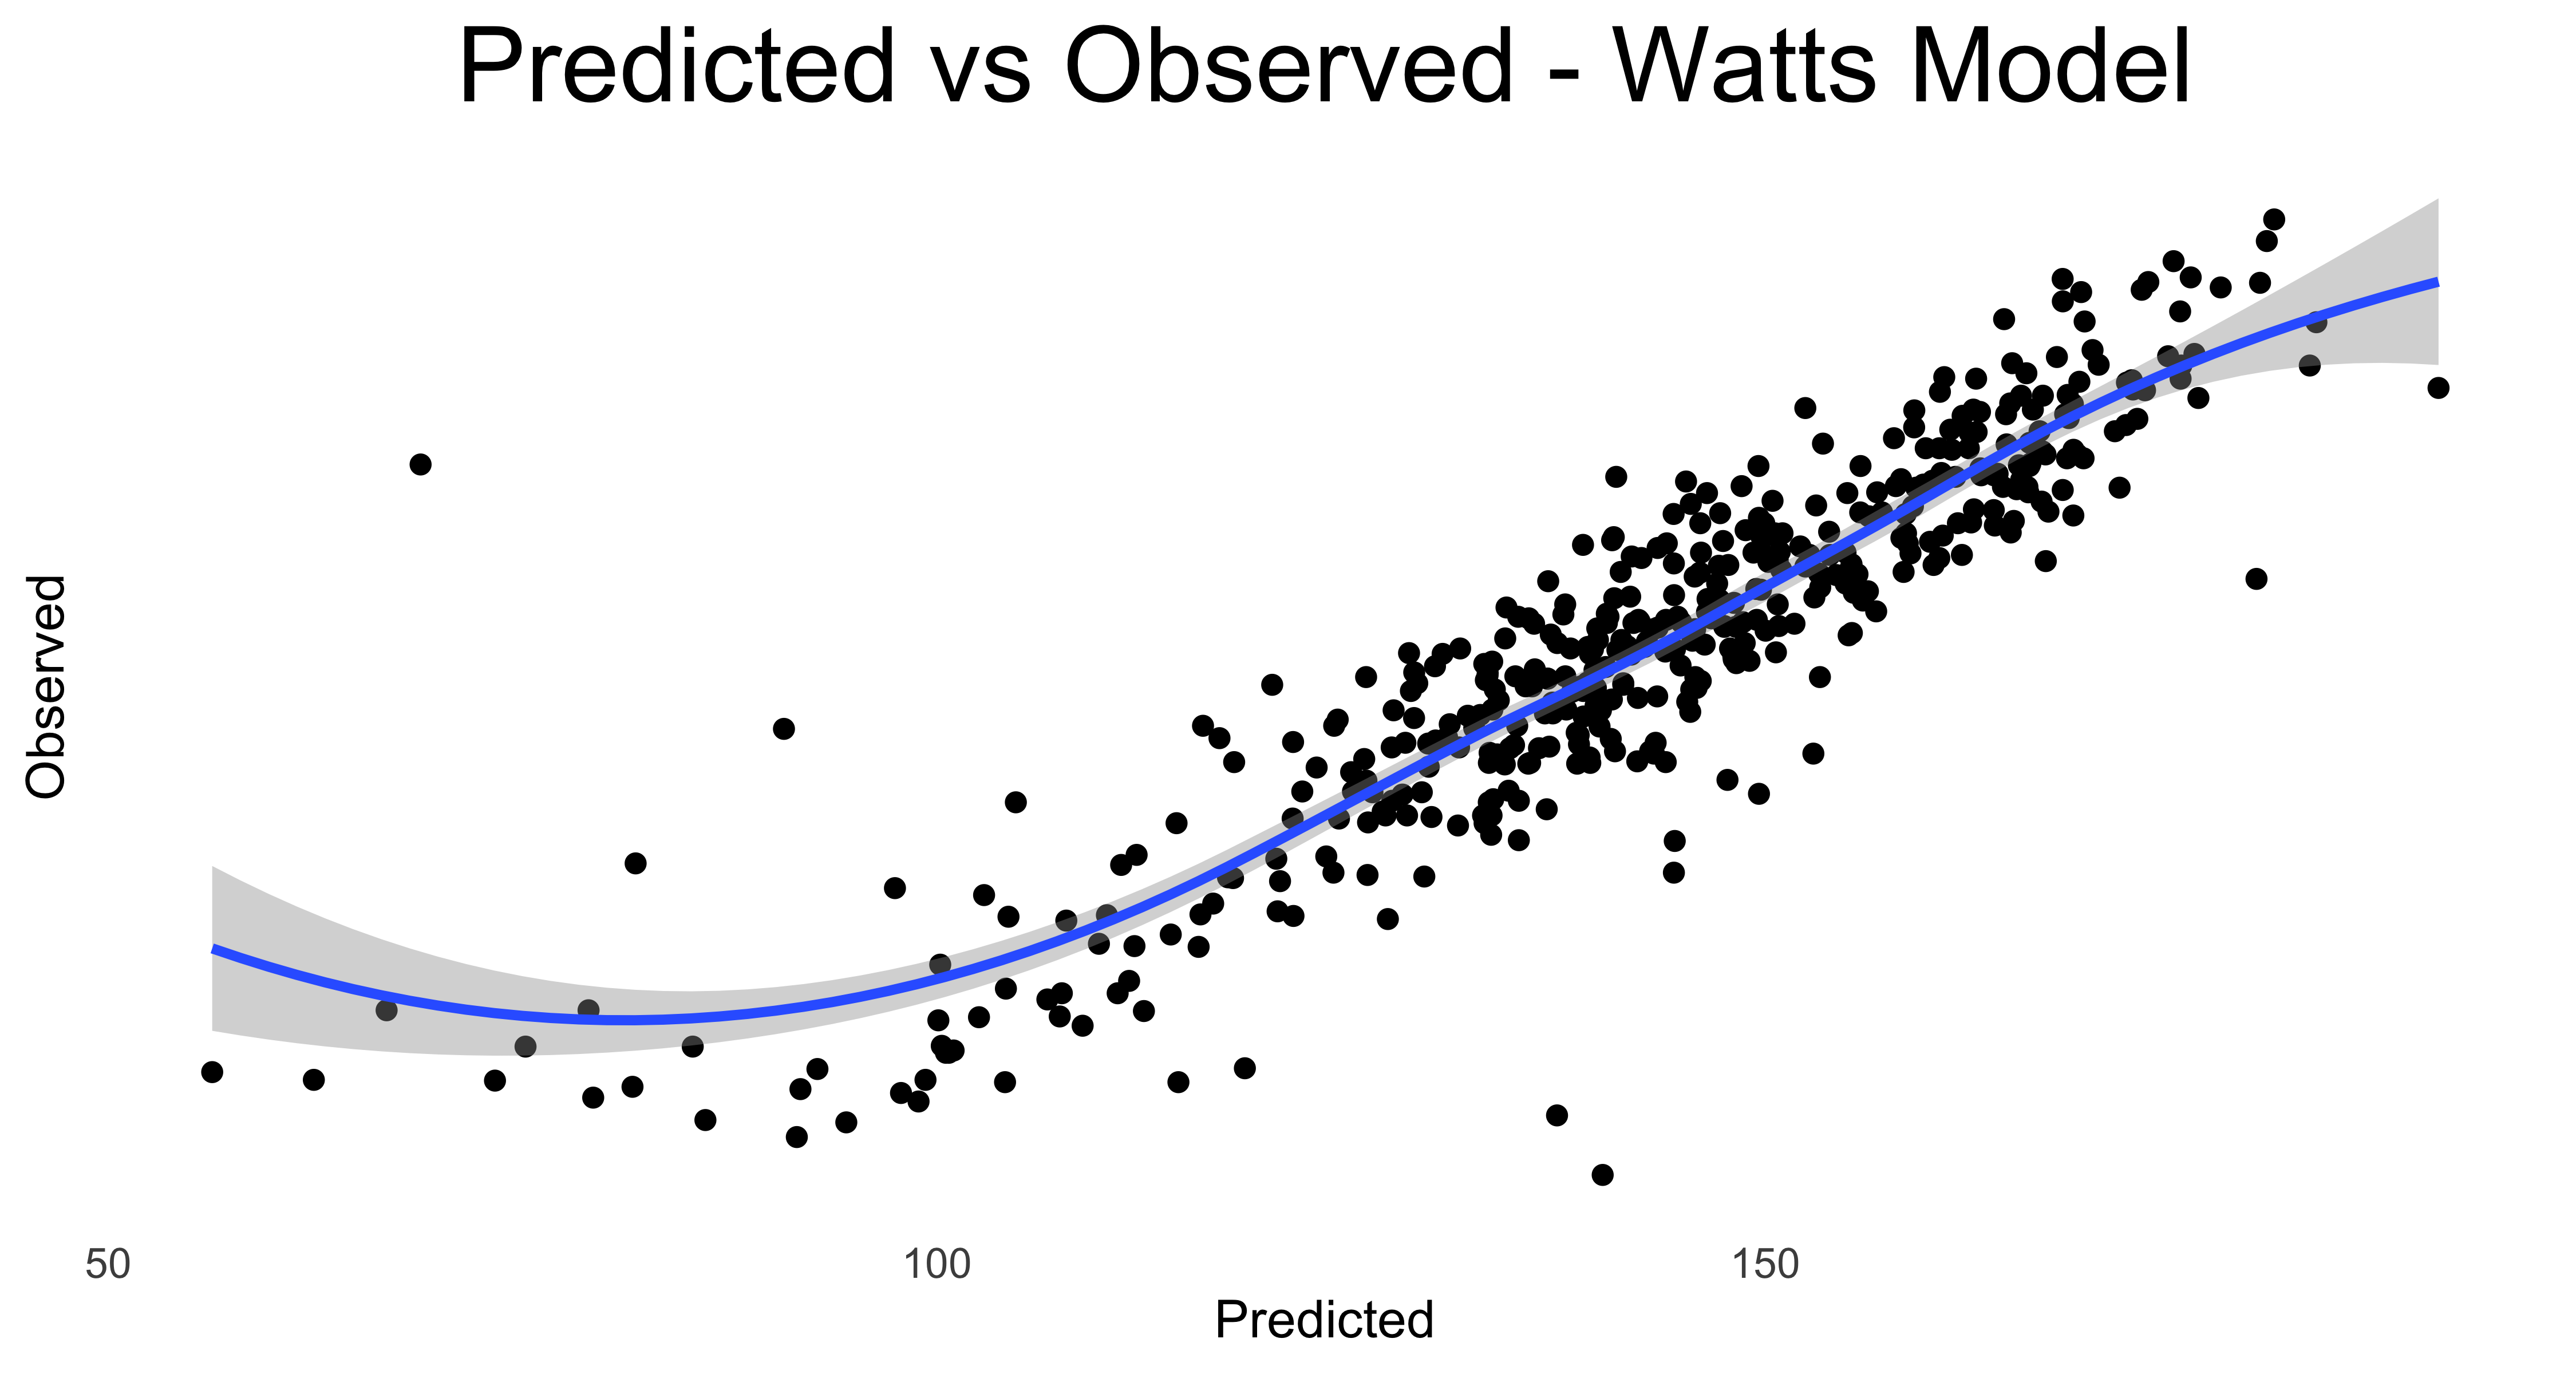 Predicted vs Observed - Watts Model
Observed
50
100
150
Predicted